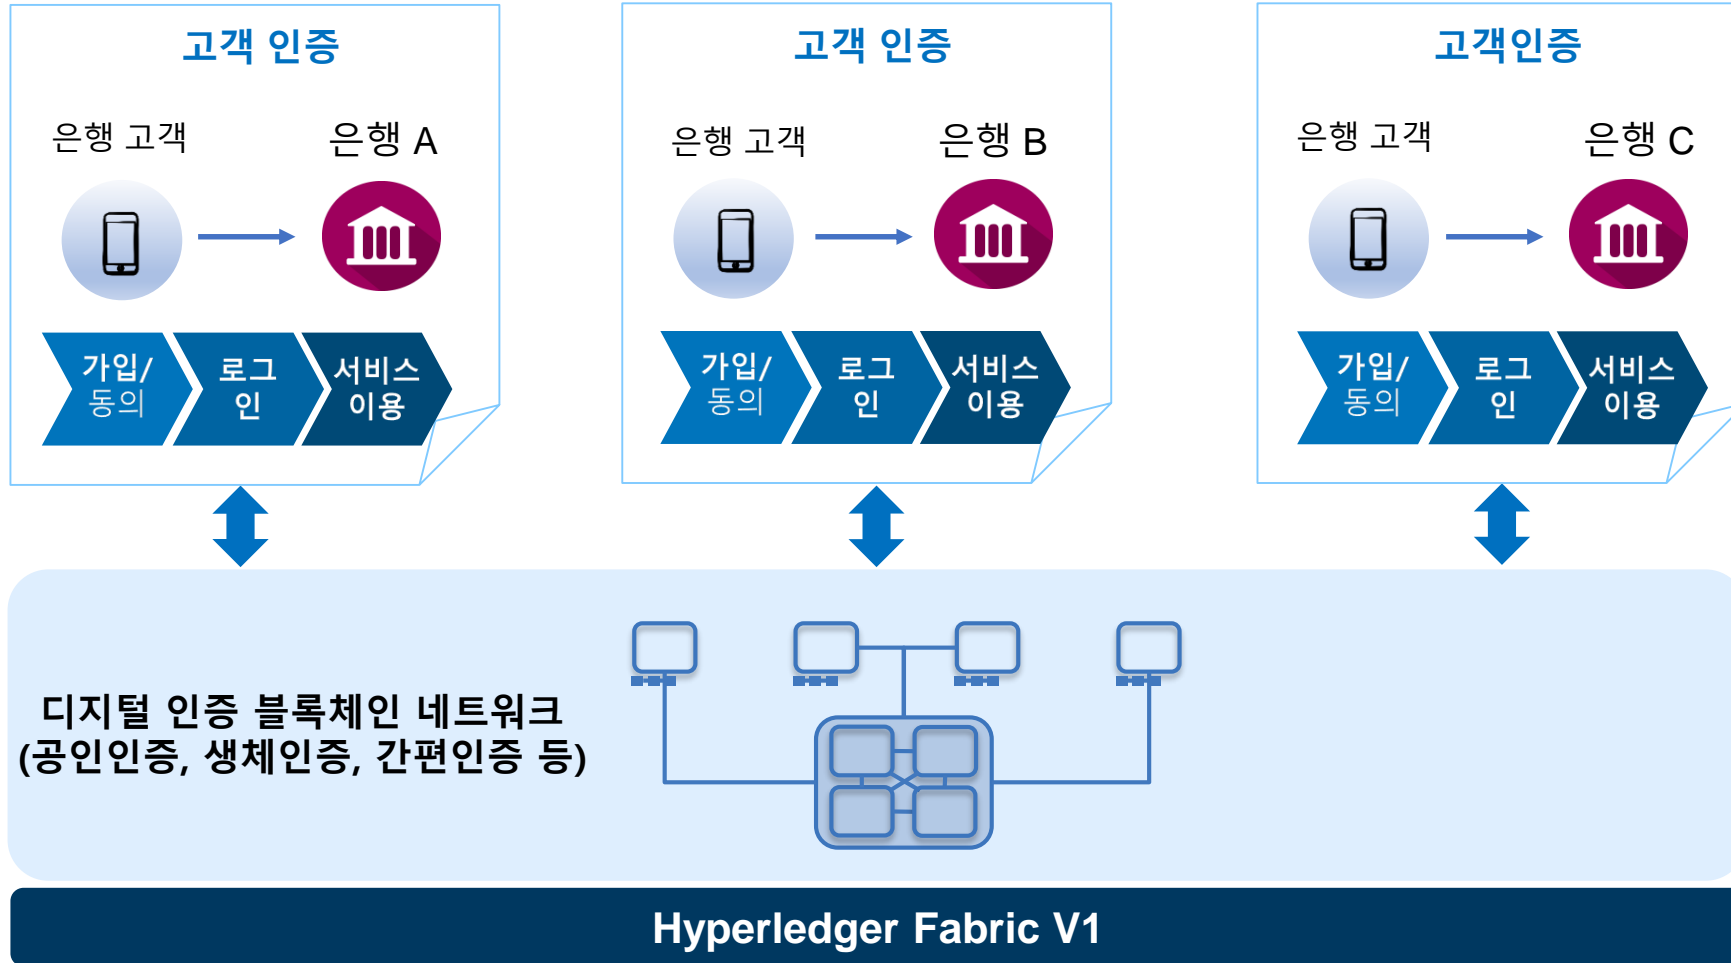 고객 인증
은행 고객
은행 A
가입/
동의
로그
인
서비스
이용
고객 인증
은행 고객
은행 B
가입/
동의
로그
인
서비스
이용
고객인증
은행 고객
은행 C
가입/
동의
로그
인
서비스
이용
디지털 인증 블록체인 네트워크
(공인인증, 생체인증, 간편인증 등)
Hyperledger Fabric V1